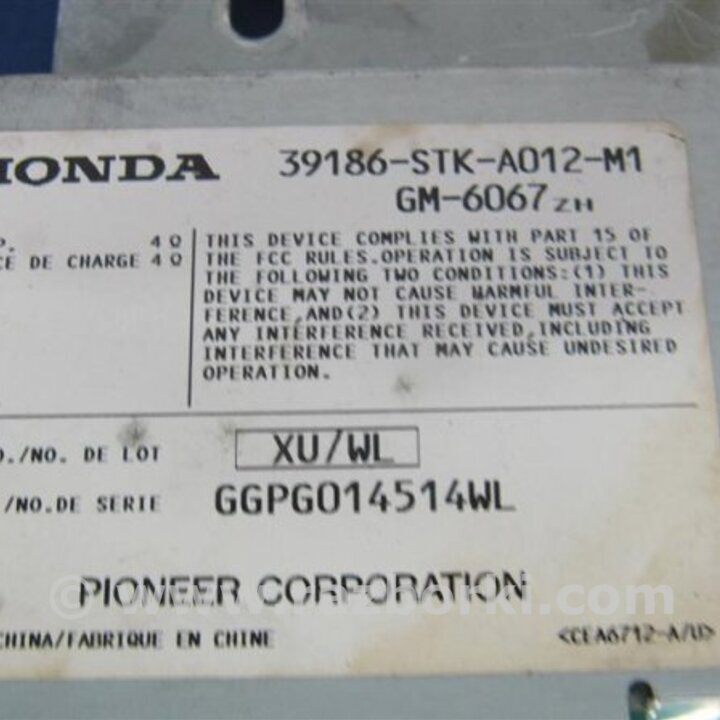 HONDA 39186-STK-A012-M1
GM-6067 ZH
P. 4Ω
CE DE CHARGE 4Ω
THIS DEVICE COMPLIES WITH PART 15 OF
THE FCC RULES.OPERATION IS SUBJECT TO
THE FOLLOWING TWO CONDITIONS:(1) THIS
DEVICE MAY NOT CAUSE HARMFUL INTER-
FERENCE,AND(2) THIS DEVICE MUST ACCEPT
ANY INTERFERENCE RECEIVED,INCLUDING
INTERFERENCE THAT MAY CAUSE UNDESIRED
OPERATION.
O./NO. DE LOT XU/WL
/NO.DE SERIE GGPG014514WL
PIONEER CORPORATION
CHINA/FABRIQUE EN CHINE <CEA6712-A/U>